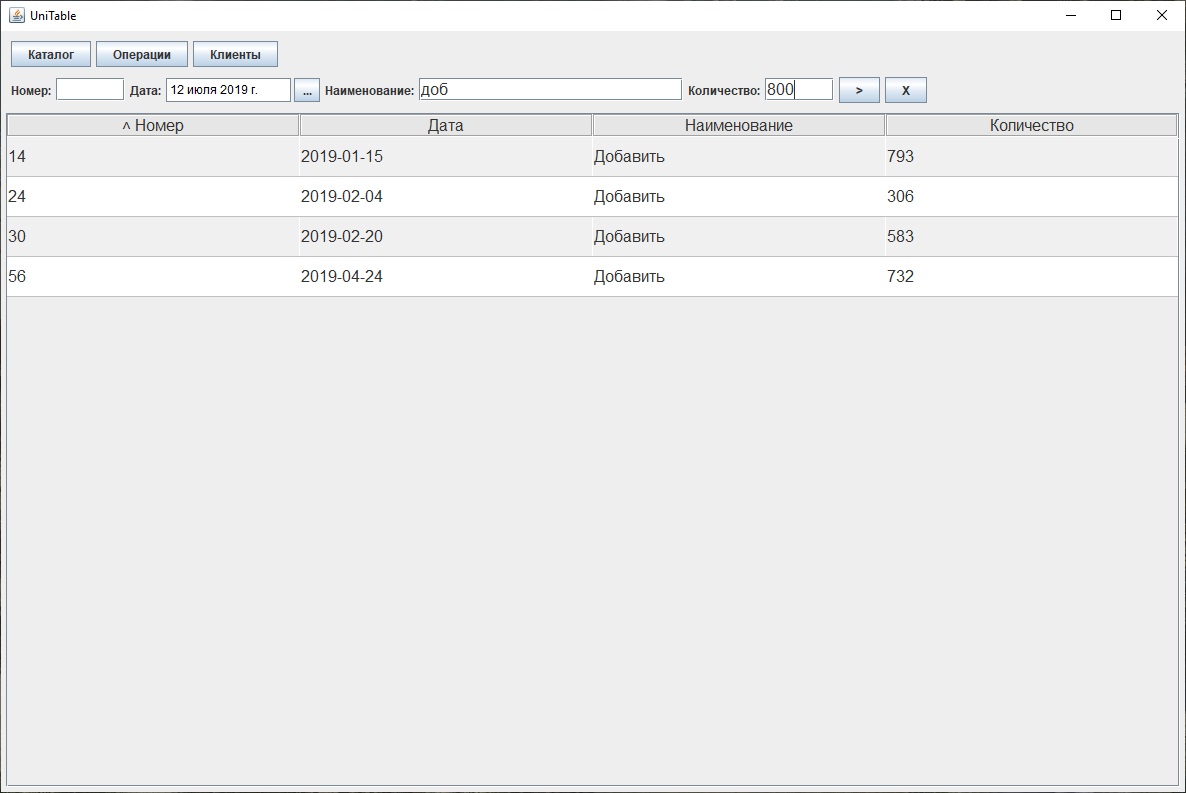 UniTable
Каталог Операции Клиенты
Номер: Дата: 12 июля 2019 г. ... Наименование: доб Количество: 800 > X
^ Номер Дата Наименование Количество
14 2019-01-15 Добавить 793
24 2019-02-04 Добавить 306
30 2019-02-20 Добавить 583
56 2019-04-24 Добавить 732